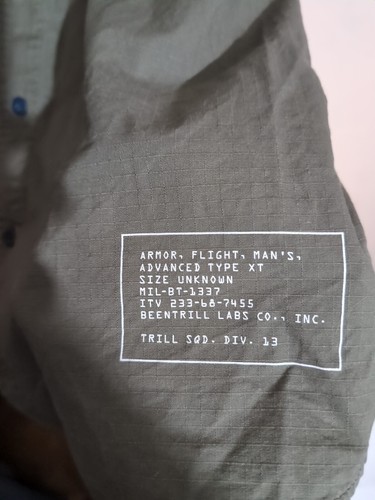 ARMOR, FLIGHT, MAN'S,
ADVANCED TYPE XT
SIZE UNKNOWN
MIL-BT-1337
ITV 233-68-7455
BEENTRILL LABS CO., INC.
TRILL SQD. DIV. 13